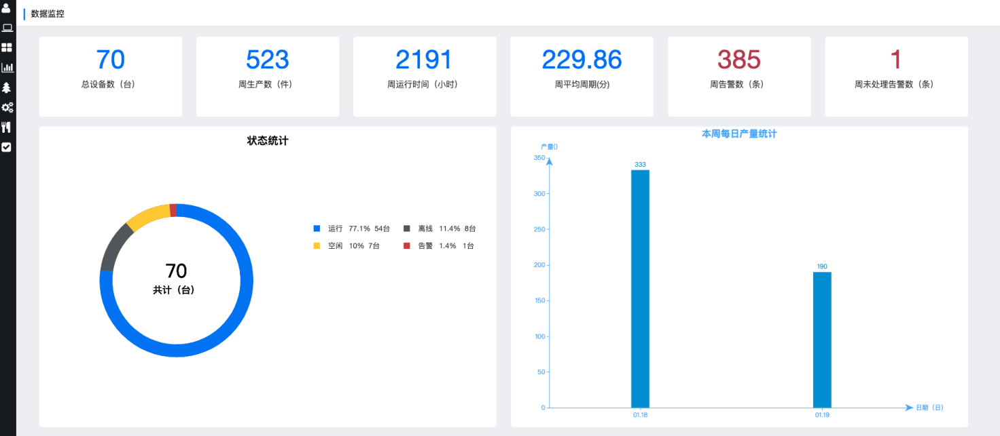 数据监控
70
总设备数（台）
523
周生产数（件）
2191
周运行时间（小时）
229.86
周平均周期(分)
385
周告警数（条）
1
周未处理告警数（条）
状态统计
70
共计（台）
运行 77.1% 54台 离线 11.4% 8台
空闲 10% 7台 告警 1.4% 1台
本周每日产量统计
产量()
350
300
250
200
150
100
50
0
333
190
01.18
01.19
日期（日）